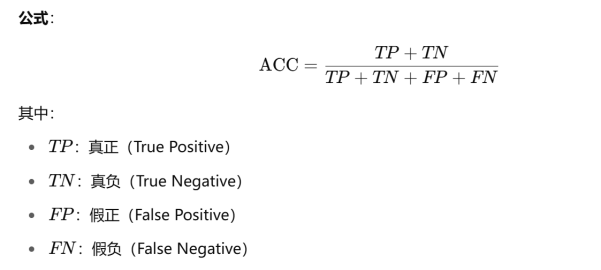 公式：
ACC = \frac{TP + TN}{TP + TN + FP + FN}
其中：
• TP：真正（True Positive）
• TN：真负（True Negative）
• FP：假正（False Positive）
• FN：假负（False Negative）